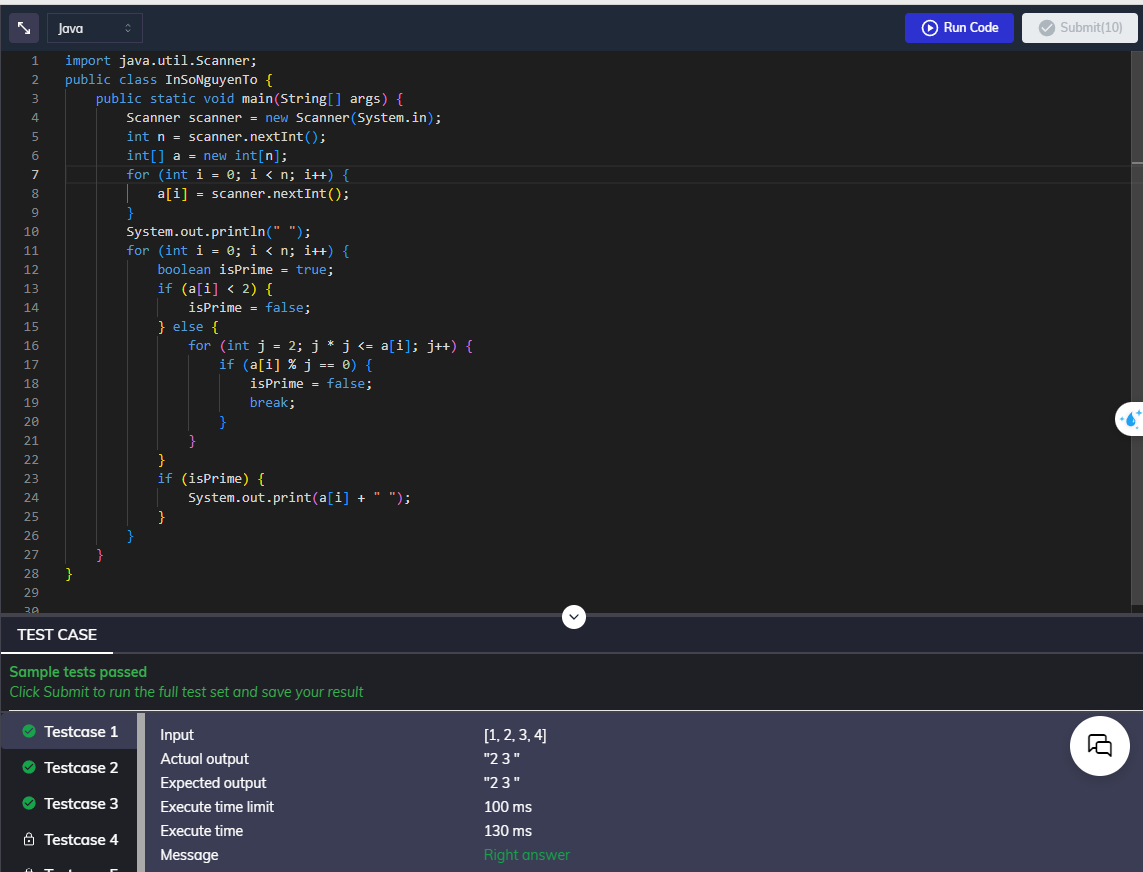 Java
Run Code
Submit(10)
1 import java.util.Scanner;
2 public class InSoNguyenTo {
3 public static void main(String[] args) {
4 Scanner scanner = new Scanner(System.in);
5 int n = scanner.nextInt();
6 int[] a = new int[n];
7 for (int i = 0; i < n; i++) {
8 a[i] = scanner.nextInt();
9 }
10 System.out.println(" ");
11 for (int i = 0; i < n; i++) {
12 boolean isPrime = true;
13 if (a[i] < 2) {
14 isPrime = false;
15 } else {
16 for (int j = 2; j * j <= a[i]; j++) {
17 if (a[i] % j == 0) {
18 isPrime = false;
19 break;
20 }
21 }
22 }
23 if (isPrime) {
24 System.out.print(a[i] + " ");
25 }
26 }
27 }
28 }
29
30
TEST CASE
Sample tests passed
Click Submit to run the full test set and save your result
Testcase 1
Testcase 2
Testcase 3
Testcase 4
Input [1, 2, 3, 4]
Actual output "2 3 "
Expected output "2 3 "
Execute time limit 100 ms
Execute time 130 ms
Message Right answer